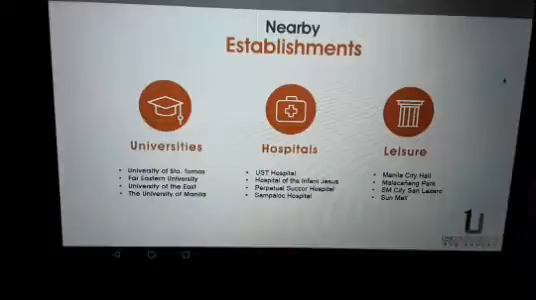 Nearby
Establishments
Universities
Hospitals
Leisure
• University of Sto. Tomas
• Far Eastern University
• University of the East
• The University of Manila
• UST Hospital
• Hospital of the Infant Jesus
• Perpetual Succor Hospital
• Sampaloc Hospital
• Manila City Hall
• Malacañang Park
• SM City San Lazaro
• Sun Mall
1U